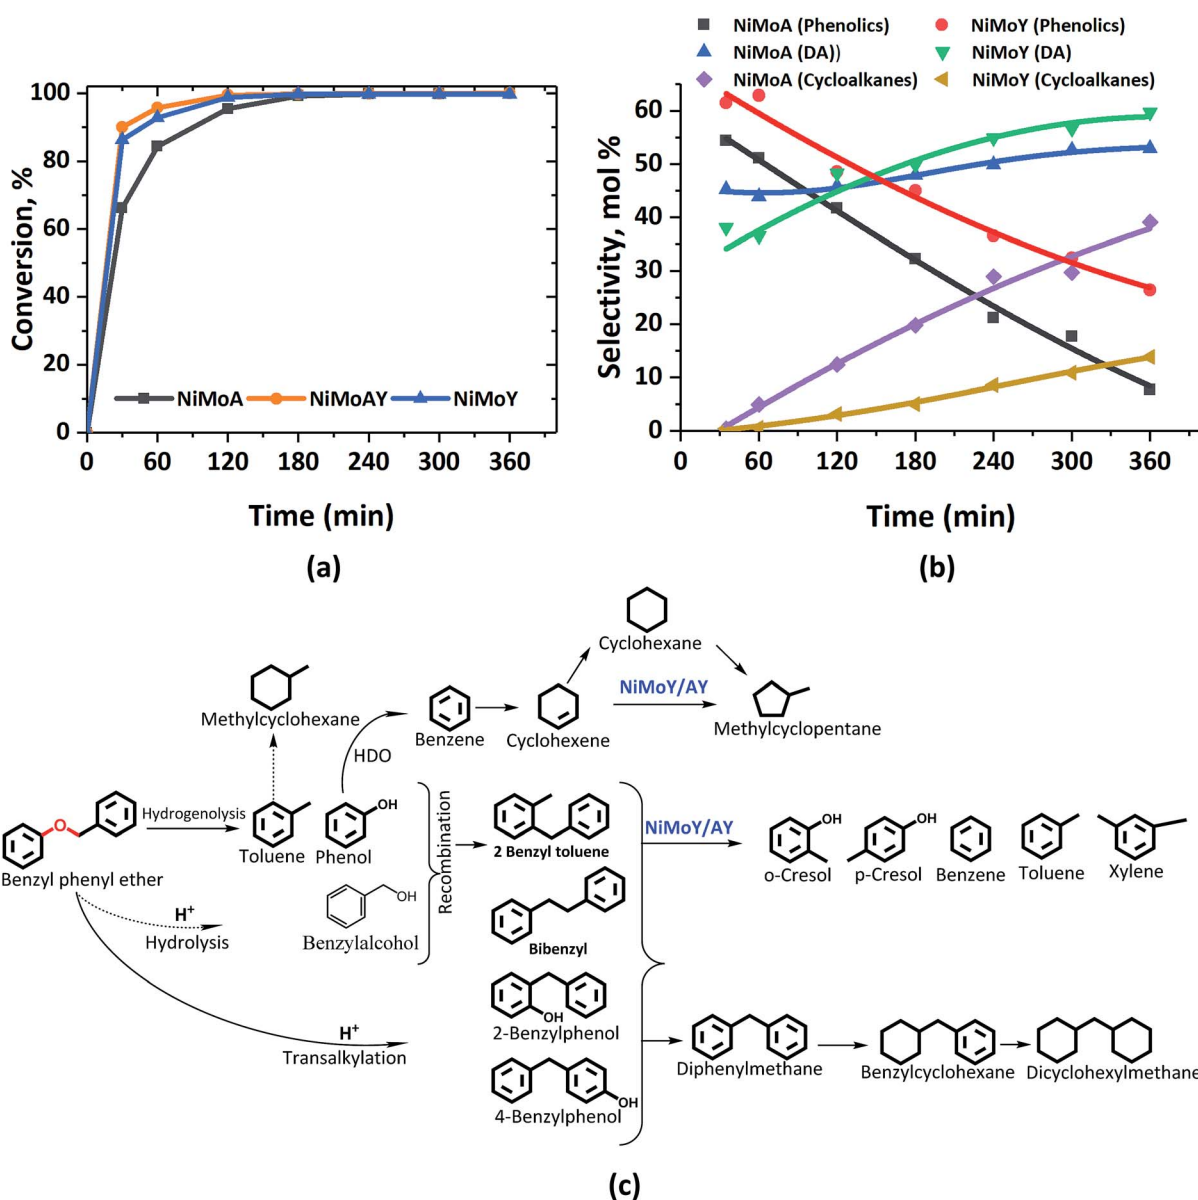 Conversion, %
100
80
60
40
20
0
NiMoA NiMoAY NiMoY
0 60 120 180 240 300 360
Time (min)
(a)
NiMoA (Phenolics) NiMoY (Phenolics)
NiMoA (DA)) NiMoY (DA)
NiMoA (Cycloalkanes) NiMoY (Cycloalkanes)
Selectivity, mol %
60
50
40
30
20
10
0
0 60 120 180 240 300 360
Time (min)
(b)
Cyclohexane
Methylcyclohexane
NiMoY/AY
Benzene
Cyclohexene
Methylcyclopentane
HDO
O
Benzyl phenyl ether
Hydrogenolysis
Toluene
OH
Phenol
OH
Benzylalcohol
Recombination
2 Benzyl toluene
Bibenzyl
OH
2-Benzylphenol
OH
4-Benzylphenol
H+
Hydrolysis
H+
Transalkylation
NiMoY/AY
OH
o-Cresol
OH
p-Cresol
Benzene
Toluene
Xylene
Diphenylmethane
Benzylcyclohexane
Dicyclohexylmethane
(c)